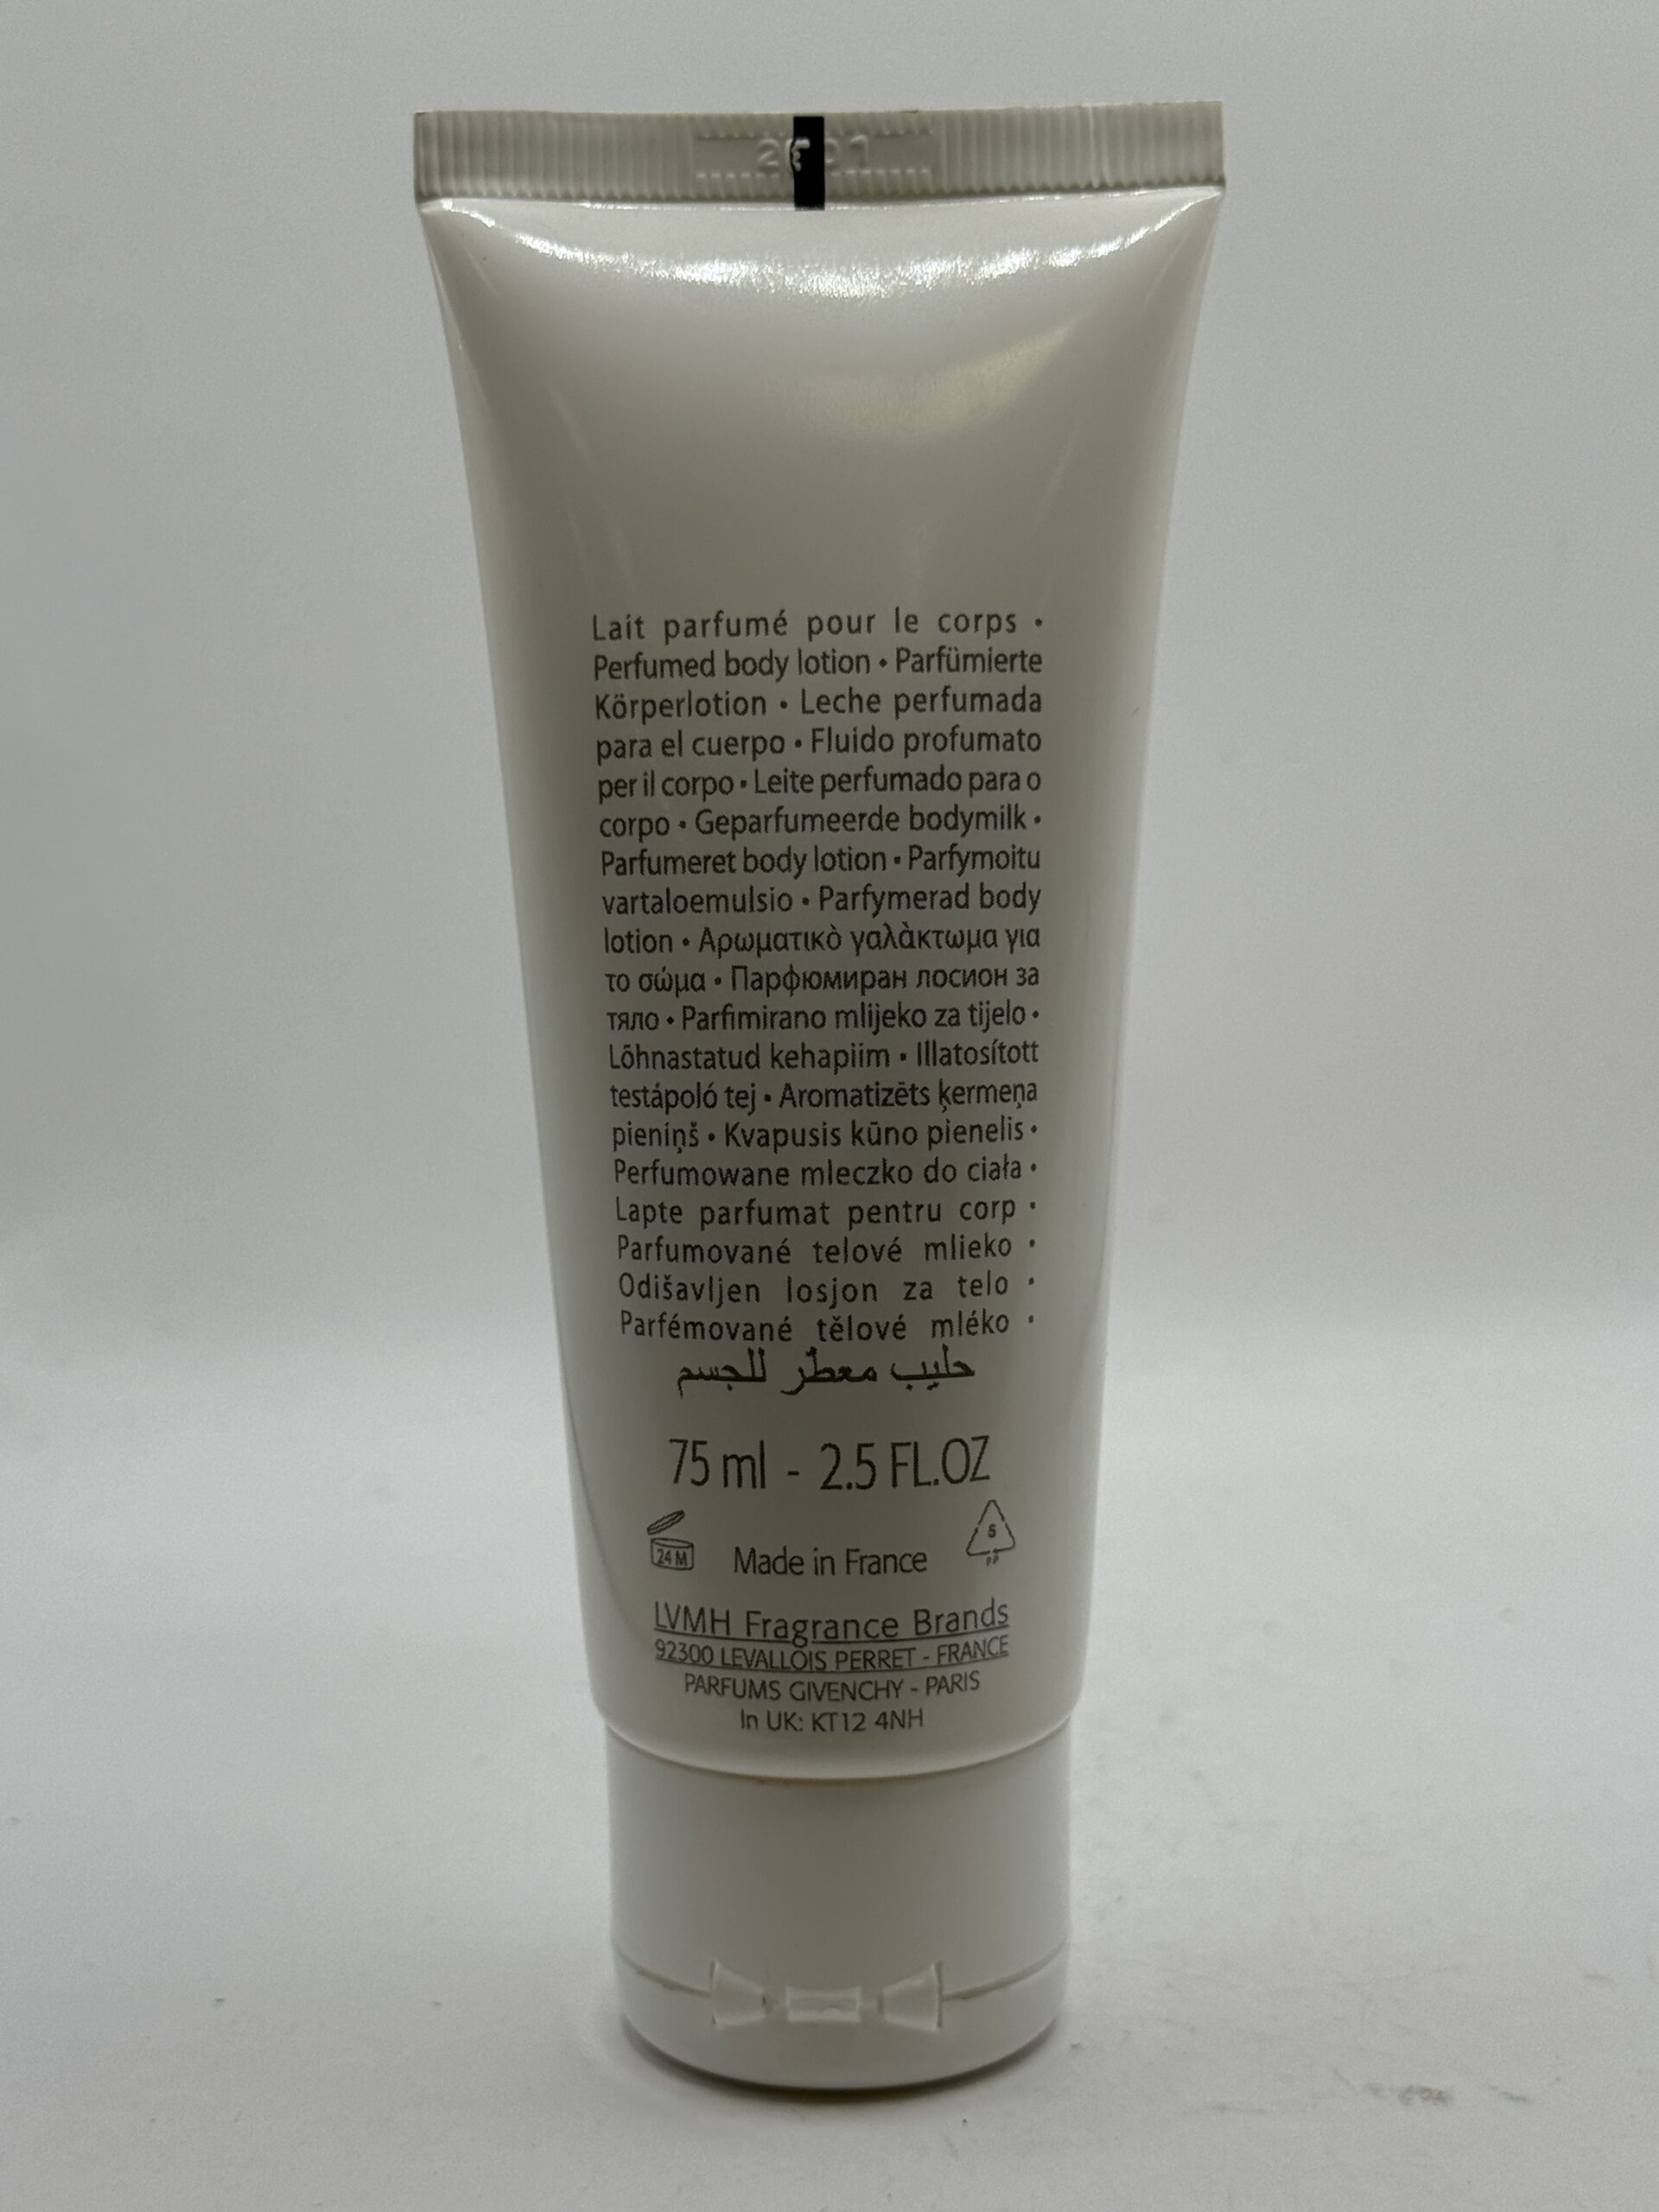 Lait parfumé pour le corps •
Perfumed body lotion • Parfümierte
Körperlotion • Leche perfumada
para el cuerpo • Fluido profumato
per il corpo • Leite perfumado para o
corpo • Geparfumeerde bodymilk •
Parfumeret body lotion • Parfymoitu
vartaloemulsio • Parfymerad body
lotion • Αρωματικὸ γαλὰκτωμα για
το σώμα • Парфюмиран лосион за
тяло • Parfimirano mlijeko za tijelo •
Lõhnastatud kehapiim • Illatosított
testápoló tej • Aromatizēts ķermeņa
pieniņš • Kvapusis kūno pienelis •
Perfumowane mleczko do ciała •
Lapte parfumat pentru corp •
Parfumované telové mlieko •
Odišavljen losjon za telo •
Parfémované tělové mléko •
حليب معطر للجسم
75 ml - 2.5 FL.OZ
24 M Made in France 5
PP
LVMH Fragrance Brands
92300 LEVALLOIS PERRET - FRANCE
PARFUMS GIVENCHY - PARIS
In UK: KT12 4NH